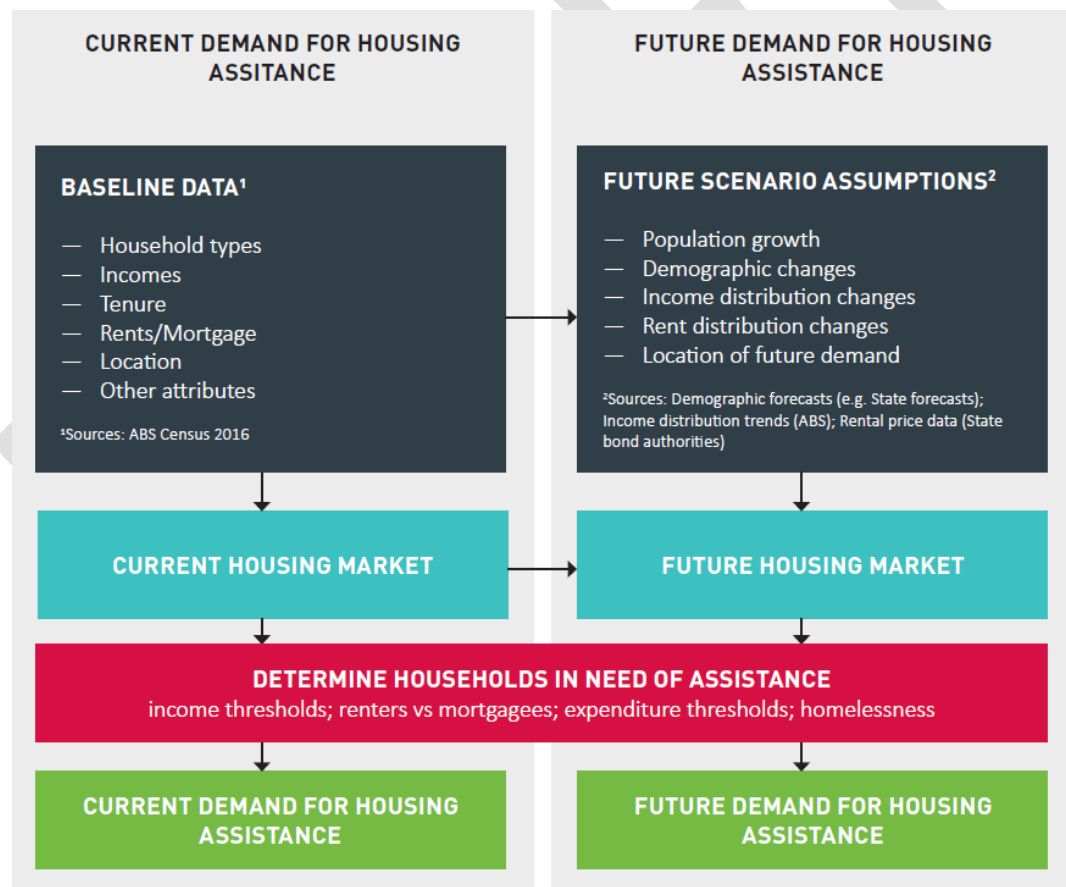 CURRENT DEMAND FOR HOUSING
ASSITANCE
BASELINE DATA¹
— Household types
— Incomes
— Tenure
— Rents/Mortgage
— Location
— Other attributes
¹Sources: ABS Census 2016
CURRENT HOUSING MARKET
FUTURE DEMAND FOR HOUSING
ASSISTANCE
FUTURE SCENARIO ASSUMPTIONS²
— Population growth
— Demographic changes
— Income distribution changes
— Rent distribution changes
— Location of future demand
²Sources: Demographic forecasts (e.g. State forecasts);
Income distribution trends (ABS); Rental price data (State
bond authorities)
FUTURE HOUSING MARKET
DETERMINE HOUSEHOLDS IN NEED OF ASSISTANCE
income thresholds; renters vs mortgagees; expenditure thresholds; homelessness
CURRENT DEMAND FOR HOUSING
ASSISTANCE
FUTURE DEMAND FOR HOUSING
ASSISTANCE